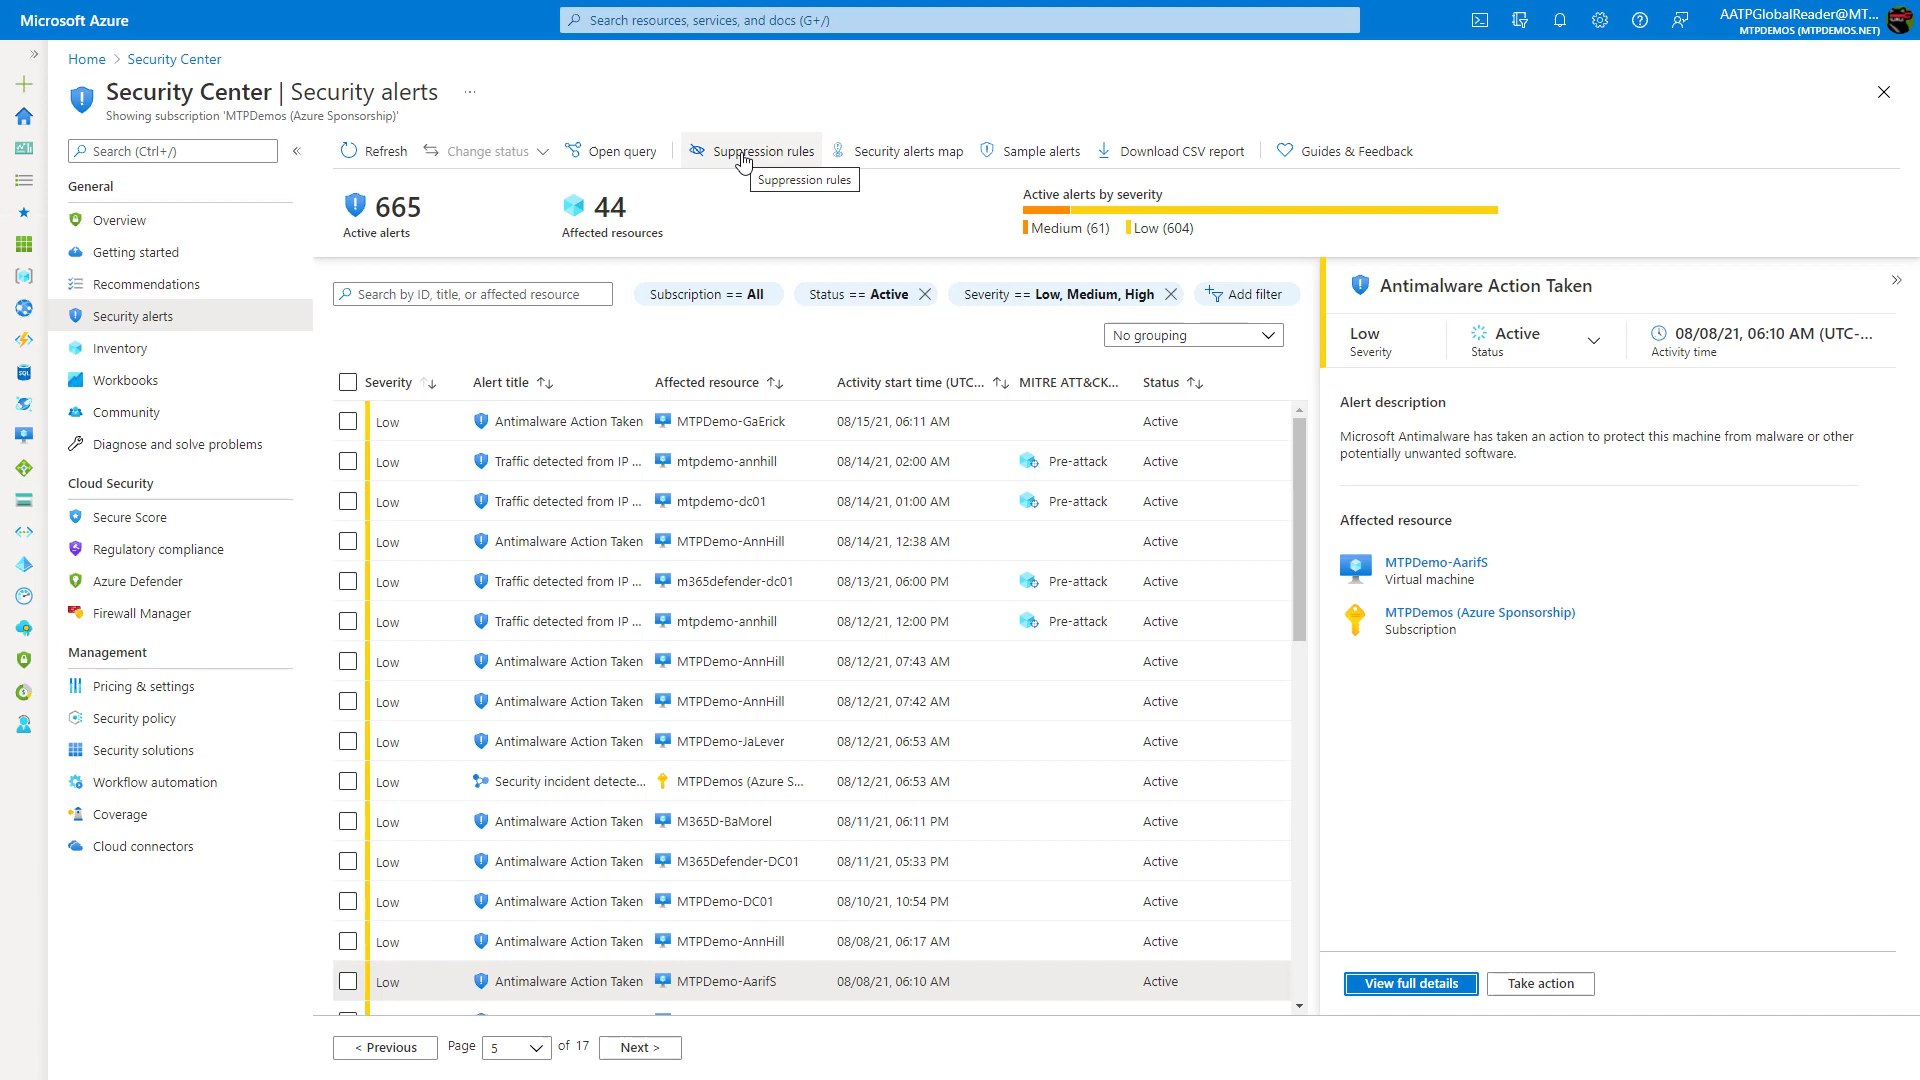 Microsoft Azure
Search resources, services, and docs (G+/)
AATPGlobalReader@MT...
MTPDEMOS (MTPDEMOS.NET)
Home > Security Center
Security Center | Security alerts ...
Showing subscription 'MTPDemos (Azure Sponsorship)'
Search (Ctrl+/)
Refresh
Change status
Open query
Suppression rules
Security alerts map
Sample alerts
Download CSV report
Guides & Feedback
Suppression rules
General
Overview
Getting started
Recommendations
Security alerts
Inventory
Workbooks
Community
Diagnose and solve problems
Cloud Security
Secure Score
Regulatory compliance
Azure Defender
Firewall Manager
Management
Pricing & settings
Security policy
Security solutions
Workflow automation
Coverage
Cloud connectors
665
Active alerts
44
Affected resources
Active alerts by severity
Medium (61) Low (604)
Search by ID, title, or affected resource
Subscription == All
Status == Active
Severity == Low, Medium, High
Add filter
No grouping
Severity Alert title Affected resource Activity start time (UTC... MITRE ATT&CK... Status
Low Antimalware Action Taken MTPDemo-GaErick 08/15/21, 06:11 AM Active
Low Traffic detected from IP ... mtpdemo-annhill 08/14/21, 02:00 AM Pre-attack Active
Low Traffic detected from IP ... mtpdemo-dc01 08/14/21, 01:00 AM Pre-attack Active
Low Antimalware Action Taken MTPDemo-AnnHill 08/14/21, 12:38 AM Active
Low Traffic detected from IP ... m365defender-dc01 08/13/21, 06:00 PM Pre-attack Active
Low Traffic detected from IP ... mtpdemo-annhill 08/12/21, 12:00 PM Pre-attack Active
Low Antimalware Action Taken MTPDemo-AnnHill 08/12/21, 07:43 AM Active
Low Antimalware Action Taken MTPDemo-AnnHill 08/12/21, 07:42 AM Active
Low Antimalware Action Taken MTPDemo-JaLever 08/12/21, 06:53 AM Active
Low Security incident detecte... MTPDemos (Azure S... 08/12/21, 06:53 AM Active
Low Antimalware Action Taken M365D-BaMorel 08/11/21, 06:11 PM Active
Low Antimalware Action Taken M365Defender-DC01 08/11/21, 05:33 PM Active
Low Antimalware Action Taken MTPDemo-DC01 08/10/21, 10:54 PM Active
Low Antimalware Action Taken MTPDemo-AnnHill 08/08/21, 06:17 AM Active
Low Antimalware Action Taken MTPDemo-AarifS 08/08/21, 06:10 AM Active
< Previous Page 5 of 17 Next >
Antimalware Action Taken
Low
Severity
Active
Status
08/08/21, 06:10 AM (UTC-...
Activity time
Alert description
Microsoft Antimalware has taken an action to protect this machine from malware or other
potentially unwanted software.
Affected resource
MTPDemo-AarifS
Virtual machine
MTPDemos (Azure Sponsorship)
Subscription
View full details
Take action